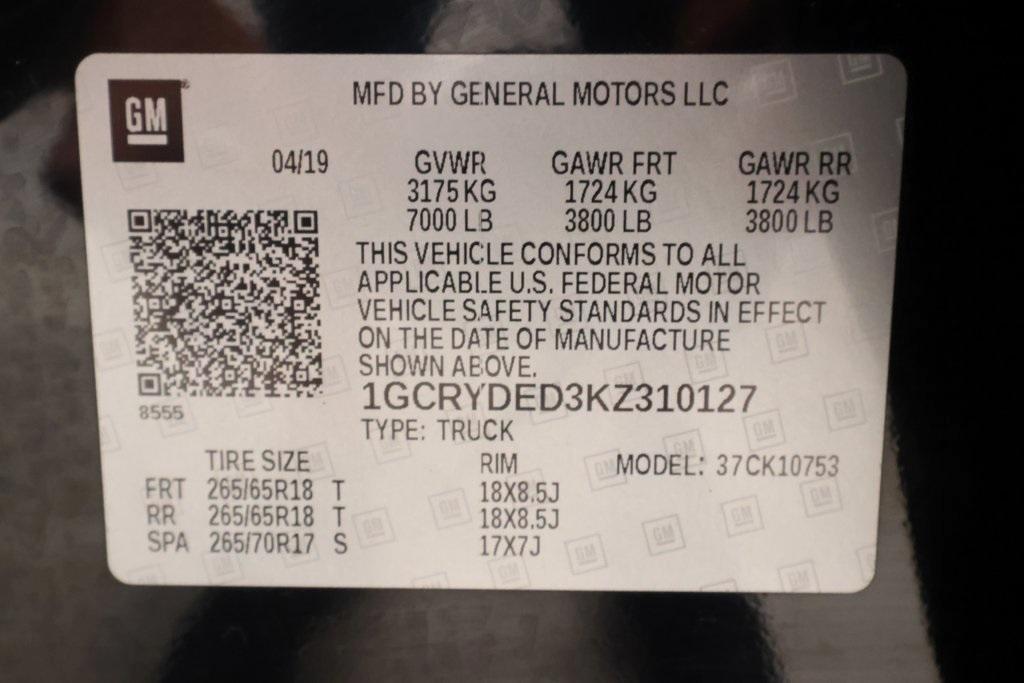 GM
MFD BY GENERAL MOTORS LLC
04/19 GVWR GAWR FRT GAWR RR
3175 KG 1724 KG 1724 KG
7000 LB 3800 LB 3800 LB
THIS VEHICLE CONFORMS TO ALL
APPLICABLE U.S. FEDERAL MOTOR
VEHICLE SAFETY STANDARDS IN EFFECT
ON THE DATE OF MANUFACTURE
SHOWN ABOVE.
8555
1GCRYDED3KZ310127
TYPE: TRUCK
TIRE SIZE RIM MODEL: 37CK10753
FRT 265/65R18 T 18X8.5J
RR 265/65R18 T 18X8.5J
SPA 265/70R17 S 17X7J